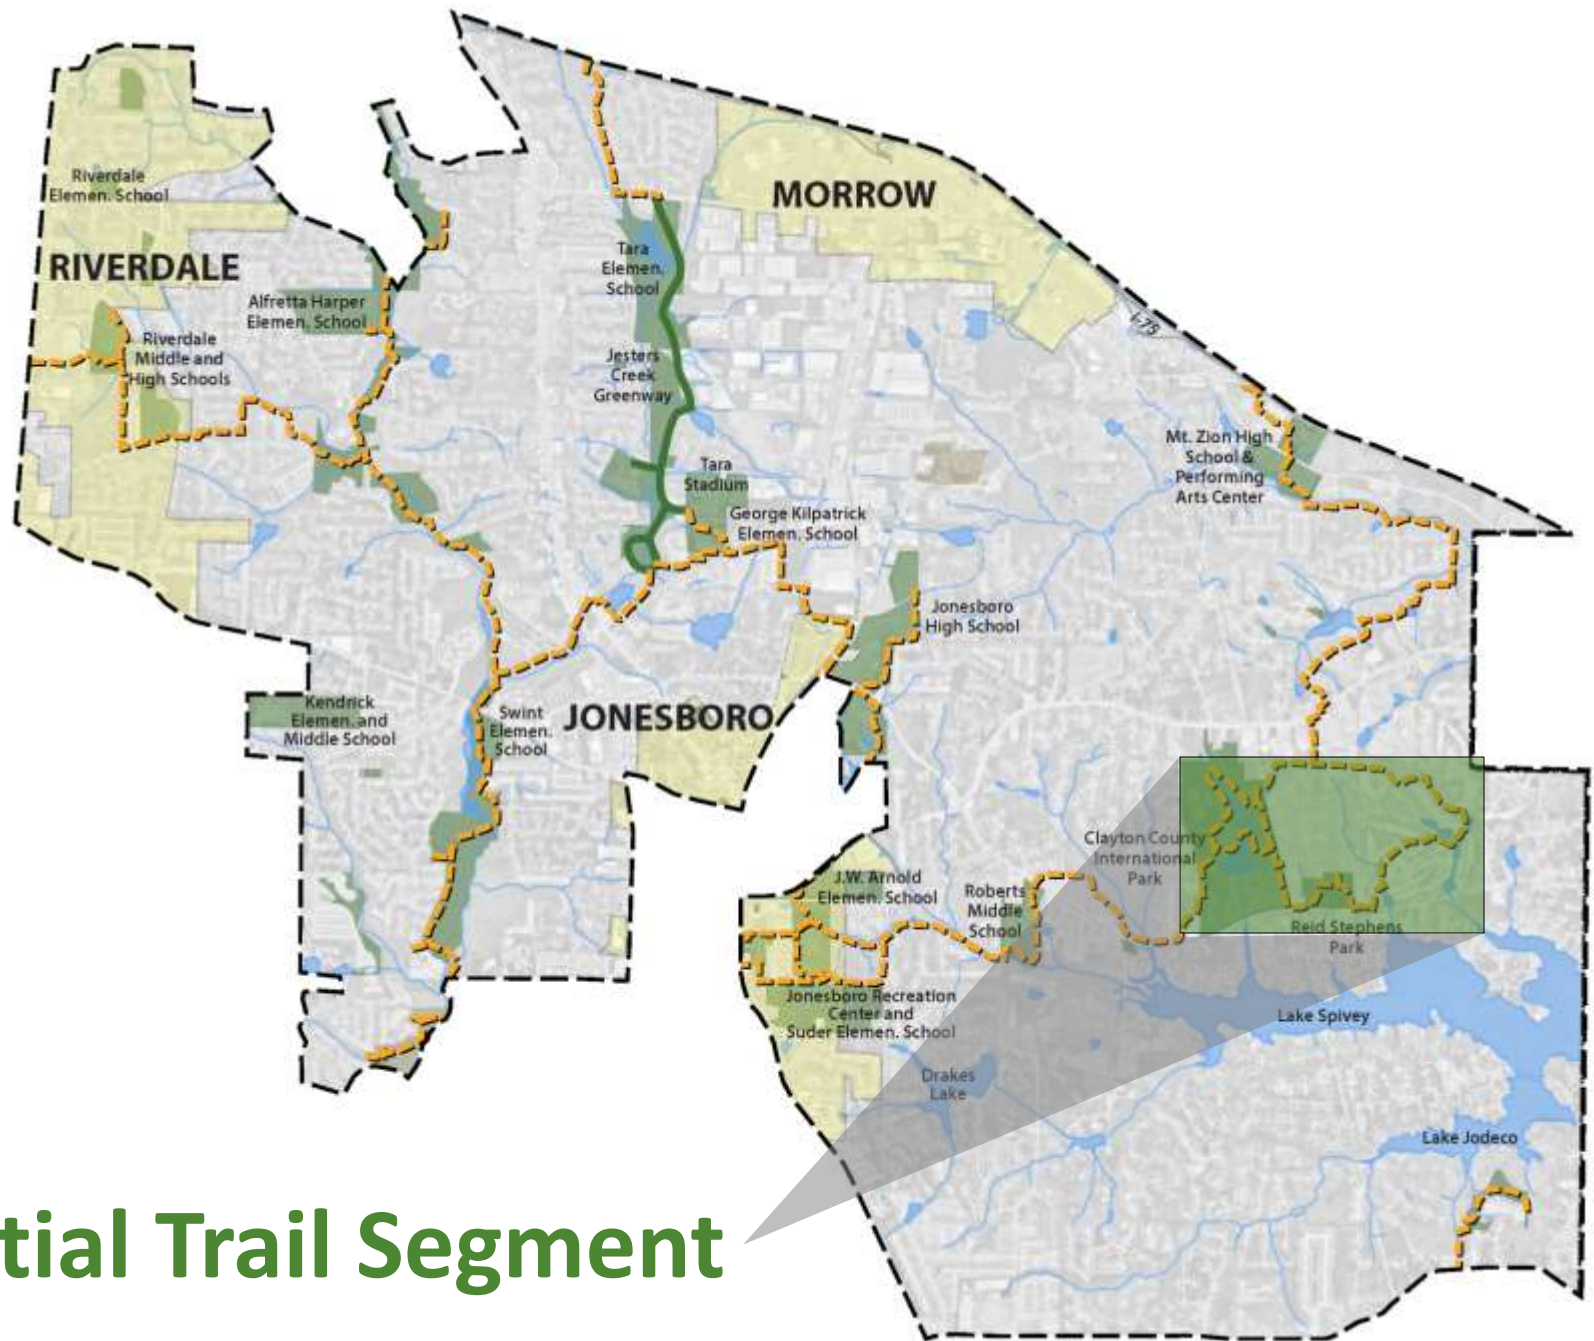 MORROW
Riverdale
Elemen. School
RIVERDALE
Tara
Elemen.
School
Alfretta Harper
Elemen. School
I-75
Riverdale
Middle and
High Schools
Jesters
Creek
Greenway
Mt. Zion High
School &
Performing
Arts Center
Tara
Stadium
George Kilpatrick
Elemen. School
Jonesboro
High School
Kendrick
Elemen. and
Middle School
Swint
Elemen.
School
JONESBORO
Clayton County
International
Park
J.W. Arnold
Elemen. School
Roberts
Middle
School
Reid Stephens
Park
Jonesboro Recreation
Center and
Suder Elemen. School
Lake Spivey
Drakes
Lake
Lake Jodeco
tial Trail Segment